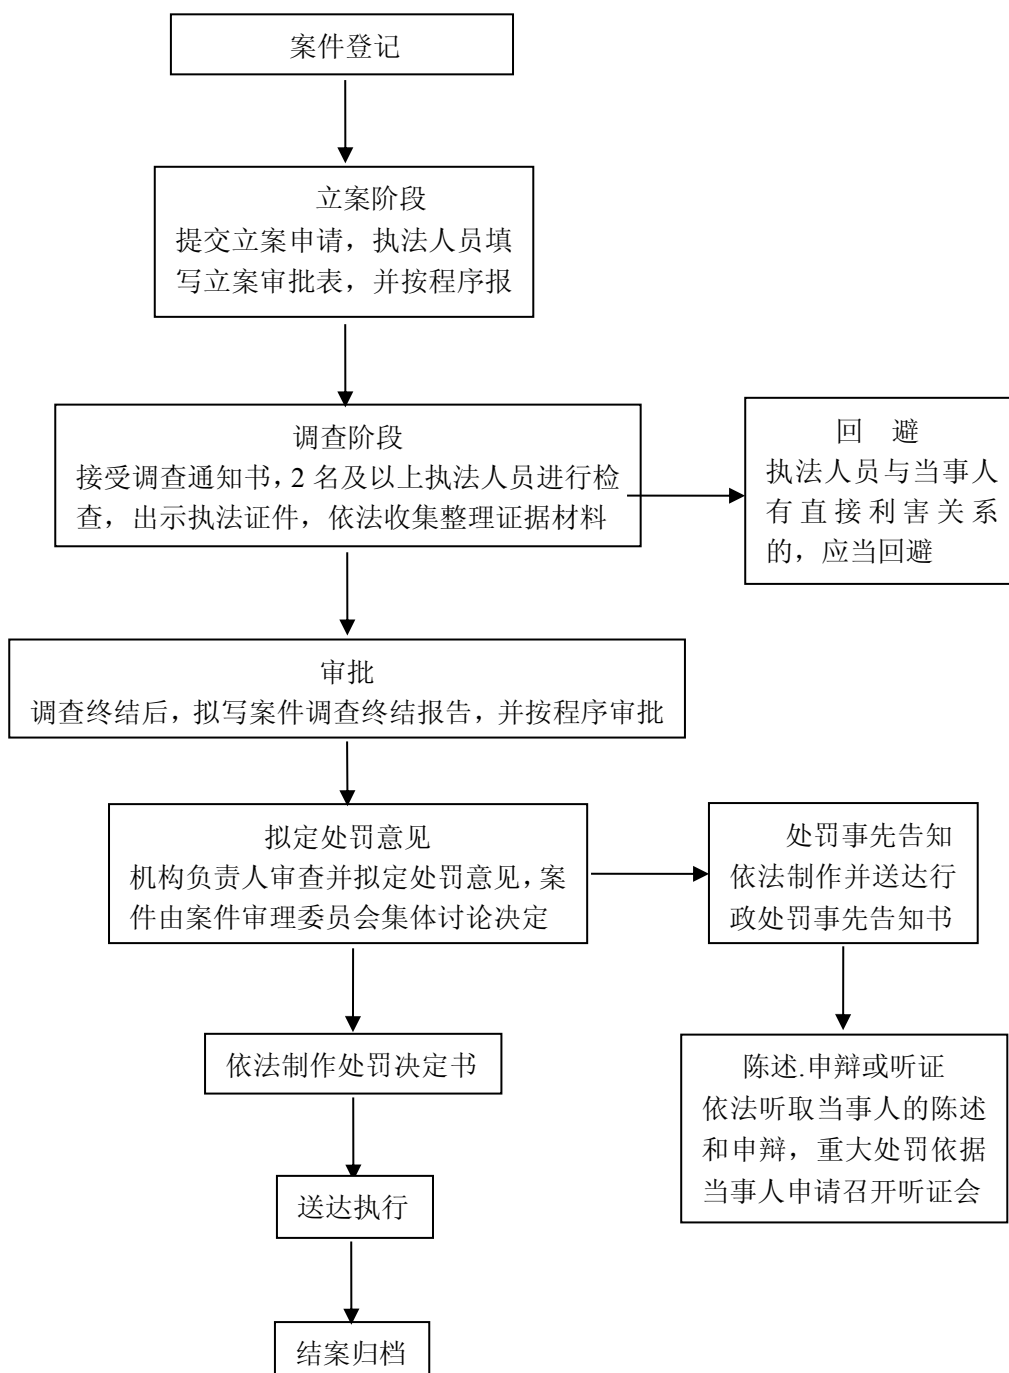 案件登记
立案阶段
提交立案申请，执法人员填
写立案审批表，并按程序报
调查阶段
接受调查通知书，2 名及以上执法人员进行检
查，出示执法证件，依法收集整理证据材料
回 避
执法人员与当事人
有直接利害关系
的，应当回避
审批
调查终结后，拟写案件调查终结报告，并按程序审批
拟定处罚意见
机构负责人审查并拟定处罚意见，案
件由案件审理委员会集体讨论决定
处罚事先告知
依法制作并送达行
政处罚事先告知书
依法制作处罚决定书
陈述.申辩或听证
依法听取当事人的陈述
和申辩，重大处罚依据
当事人申请召开听证会
送达执行
结案归档